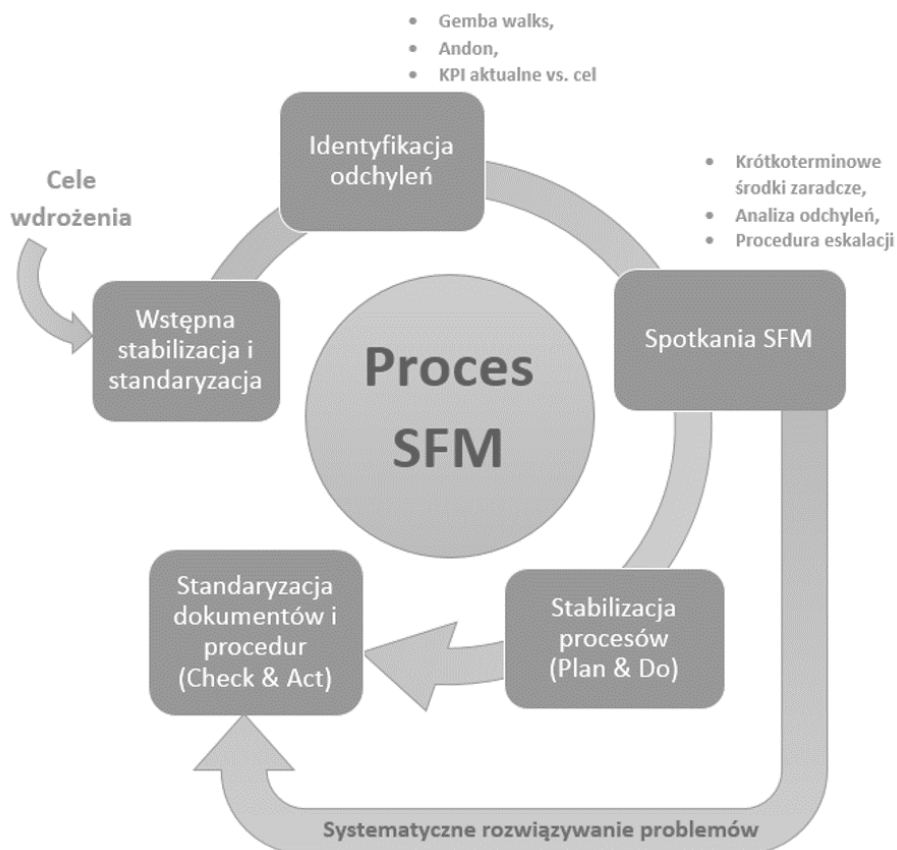 • Gemba walks,
• Andon,
• KPI aktualne vs. cel
Identyfikacja
odchyleń
• Krótkoterminowe
środki zaradcze,
• Analiza odchyleń,
• Procedura eskalacji
Cele
wdrożenia
Wstępna
stabilizacja i
standaryzacja
Spotkania SFM
Proces
SFM
Standaryzacja
dokumentów i
procedur
(Check & Act)
Stabilizacja
procesów
(Plan & Do)
Systematyczne rozwiązywanie problemów